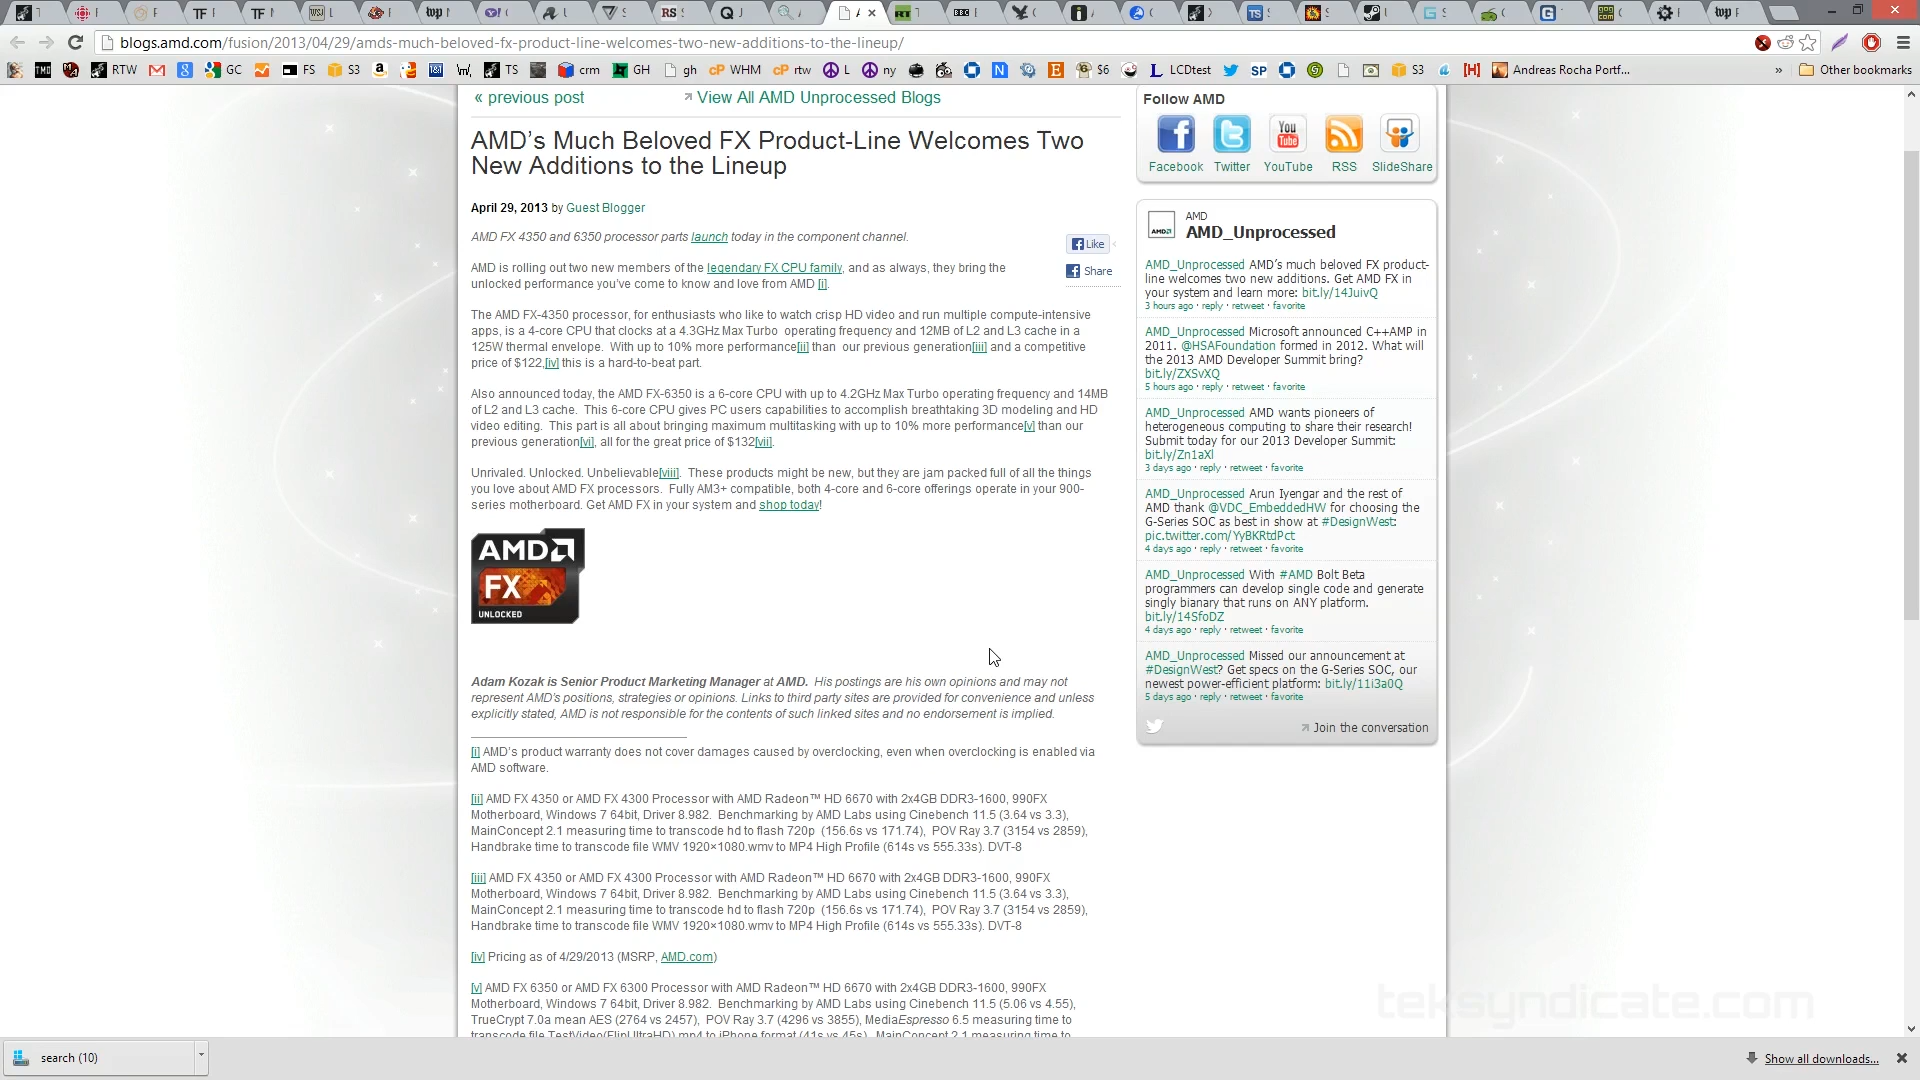 blogs.amd.com/fusion/2013/04/29/amds-much-beloved-fx-product-line-welcomes-two-new-additions-to-the-lineup/
RTW GC FS S3 TS crm GH gh WHM rtw L ny $6 LCDtest SP S3 [H] Andreas Rocha Portf... » Other bookmarks
« previous post View All AMD Unprocessed Blogs
AMD’s Much Beloved FX Product-Line Welcomes Two
New Additions to the Lineup
April 29, 2013 by Guest Blogger
AMD FX 4350 and 6350 processor parts launch today in the component channel.
Like
Share
AMD is rolling out two new members of the legendary FX CPU family, and as always, they bring the
unlocked performance you’ve come to know and love from AMD [i].
The AMD FX-4350 processor, for enthusiasts who like to watch crisp HD video and run multiple compute-intensive
apps, is a 4-core CPU that clocks at a 4.3GHz Max Turbo operating frequency and 12MB of L2 and L3 cache in a
125W thermal envelope. With up to 10% more performance[ii] than our previous generation[iii] and a competitive
price of $122,[iv] this is a hard-to-beat part.
Also announced today, the AMD FX-6350 is a 6-core CPU with up to 4.2GHz Max Turbo operating frequency and 14MB
of L2 and L3 cache. This 6-core CPU gives PC users capabilities to accomplish breathtaking 3D modeling and HD
video editing. This part is all about bringing maximum multitasking with up to 10% more performance[v] than our
previous generation[vi], all for the great price of $132[vii].
Unrivaled. Unlocked. Unbelievable[viii]. These products might be new, but they are jam packed full of all the things
you love about AMD FX processors. Fully AM3+ compatible, both 4-core and 6-core offerings operate in your 900-
series motherboard. Get AMD FX in your system and shop today!
AMD
FX
UNLOCKED
Adam Kozak is Senior Product Marketing Manager at AMD. His postings are his own opinions and may not
represent AMD’s positions, strategies or opinions. Links to third party sites are provided for convenience and unless
explicitly stated, AMD is not responsible for the contents of such linked sites and no endorsement is implied.
[i] AMD’s product warranty does not cover damages caused by overclocking, even when overclocking is enabled via
AMD software.
[ii] AMD FX 4350 or AMD FX 4300 Processor with AMD Radeon™ HD 6670 with 2x4GB DDR3-1600, 990FX
Motherboard, Windows 7 64bit, Driver 8.982. Benchmarking by AMD Labs using Cinebench 11.5 (3.64 vs 3.3),
MainConcept 2.1 measuring time to transcode hd to flash 720p (156.6s vs 171.74), POV Ray 3.7 (3154 vs 2859),
Handbrake time to transcode file WMV 1920×1080.wmv to MP4 High Profile (614s vs 555.33s). DVT-8
[iii] AMD FX 4350 or AMD FX 4300 Processor with AMD Radeon™ HD 6670 with 2x4GB DDR3-1600, 990FX
Motherboard, Windows 7 64bit, Driver 8.982. Benchmarking by AMD Labs using Cinebench 11.5 (3.64 vs 3.3),
MainConcept 2.1 measuring time to transcode hd to flash 720p (156.6s vs 171.74), POV Ray 3.7 (3154 vs 2859),
Handbrake time to transcode file WMV 1920×1080.wmv to MP4 High Profile (614s vs 555.33s). DVT-8
[iv] Pricing as of 4/29/2013 (MSRP, AMD.com)
[v] AMD FX 6350 or AMD FX 6300 Processor with AMD Radeon™ HD 6670 with 2x4GB DDR3-1600, 990FX
Motherboard, Windows 7 64bit, Driver 8.982. Benchmarking by AMD Labs using Cinebench 11.5 (5.06 vs 4.55),
TrueCrypt 7.0a mean AES (2764 vs 2457), POV Ray 3.7 (4296 vs 3855), MediaEspresso 6.5 measuring time to
transcode file TestVideo(FlipUltraHD).mp4 to iPhone format (41s vs 45s), MainConcept 2.1 measuring time to
Follow AMD
Facebook Twitter YouTube RSS SlideShare
AMD
AMD_Unprocessed
AMD_Unprocessed AMD’s much beloved FX product-
line welcomes two new additions. Get AMD FX in
your system and learn more: bit.ly/14JuivQ
3 hours ago · reply · retweet · favorite
AMD_Unprocessed Microsoft announced C++AMP in
2011. @HSAFoundation formed in 2012. What will
the 2013 AMD Developer Summit bring?
bit.ly/ZXSvXQ
5 hours ago · reply · retweet · favorite
AMD_Unprocessed AMD wants pioneers of
heterogeneous computing to share their research!
Submit today for our 2013 Developer Summit:
bit.ly/Zn1aXl
3 days ago · reply · retweet · favorite
AMD_Unprocessed Arun Iyengar and the rest of
AMD thank @VDC_EmbeddedHW for choosing the
G-Series SOC as best in show at #DesignWest:
pic.twitter.com/YyBKRtdPct
4 days ago · reply · retweet · favorite
AMD_Unprocessed With #AMD Bolt Beta
programmers can develop single code and generate
singly bianary that runs on ANY platform.
bit.ly/14SfoDZ
4 days ago · reply · retweet · favorite
AMD_Unprocessed Missed our announcement at
#DesignWest? Get specs on the G-Series SOC, our
newest power-efficient platform: bit.ly/11i3a0Q
5 days ago · reply · retweet · favorite
Join the conversation
teksyndicate.com
search (10)
Show all downloads...